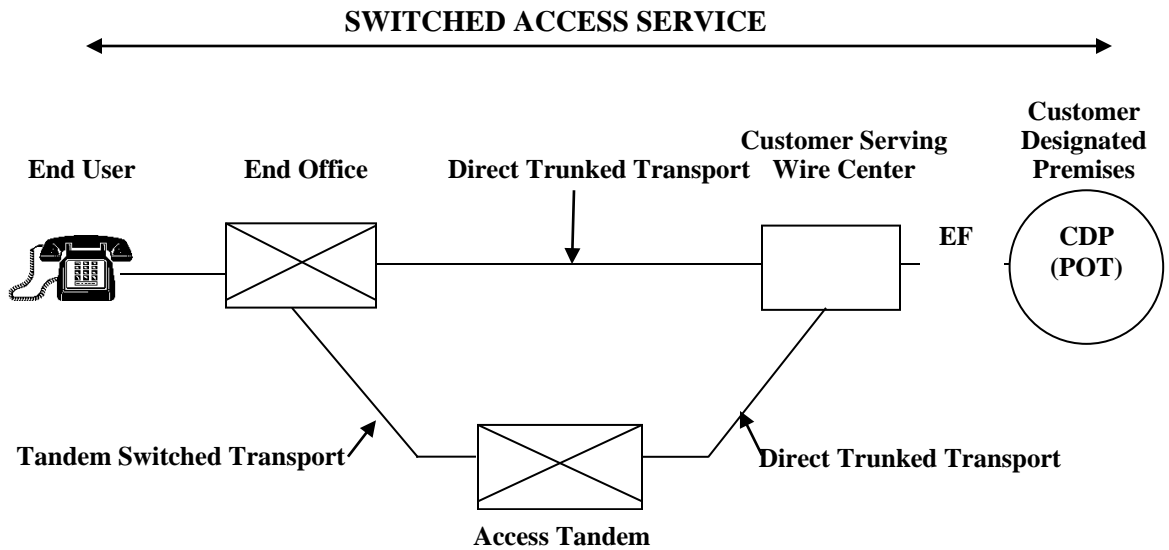 SWITCHED ACCESS SERVICE
End User
End Office
Direct Trunked Transport
Customer Serving
Wire Center
Customer
Designated
Premises
EF
CDP
(POT)
Tandem Switched Transport
Direct Trunked Transport
Access Tandem